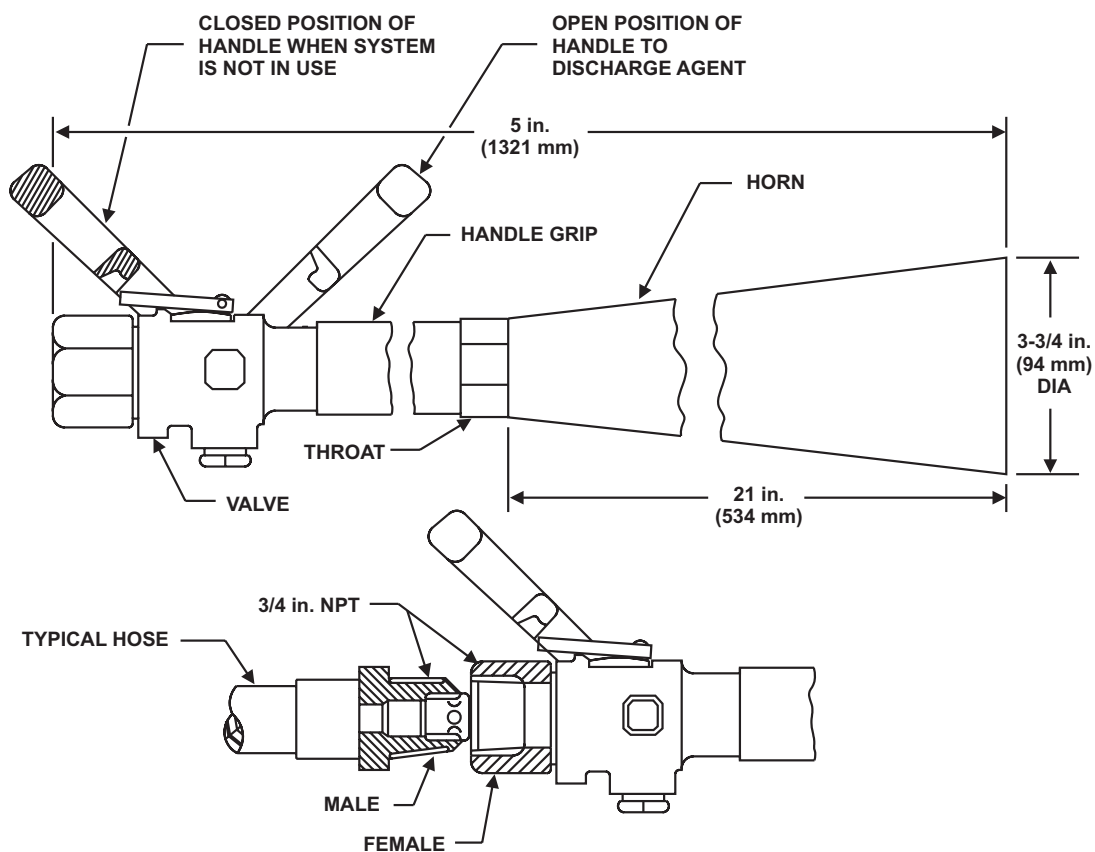 CLOSED POSITION OF
HANDLE WHEN SYSTEM
IS NOT IN USE
OPEN POSITION OF
HANDLE TO
DISCHARGE AGENT
5 in.
(1321 mm)
HORN
HANDLE GRIP
3-3/4 in.
(94 mm)
DIA
THROAT
VALVE
21 in.
(534 mm)
3/4 in. NPT
TYPICAL HOSE
MALE
FEMALE